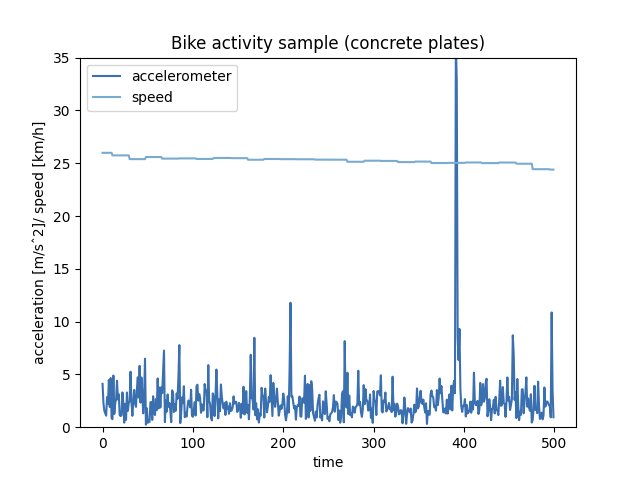 Bike activity sample (concrete plates)
accelerometer
speed
acceleration [m/sˆ2]/ speed [km/h]
35
30
25
20
15
10
5
0
0 100 200 300 400 500
time